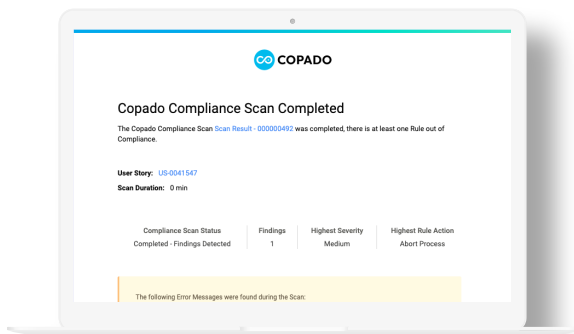 COPADO
Copado Compliance Scan Completed
The Copado Compliance Scan Scan Result - 000000492 was completed, there is at least one Rule out of
Compliance.
User Story: US-0041547
Scan Duration: 0 min
Compliance Scan Status Findings Highest Severity Highest Rule Action
Completed - Findings Detected 1 Medium Abort Process
The following Error Messages were found during the Scan: